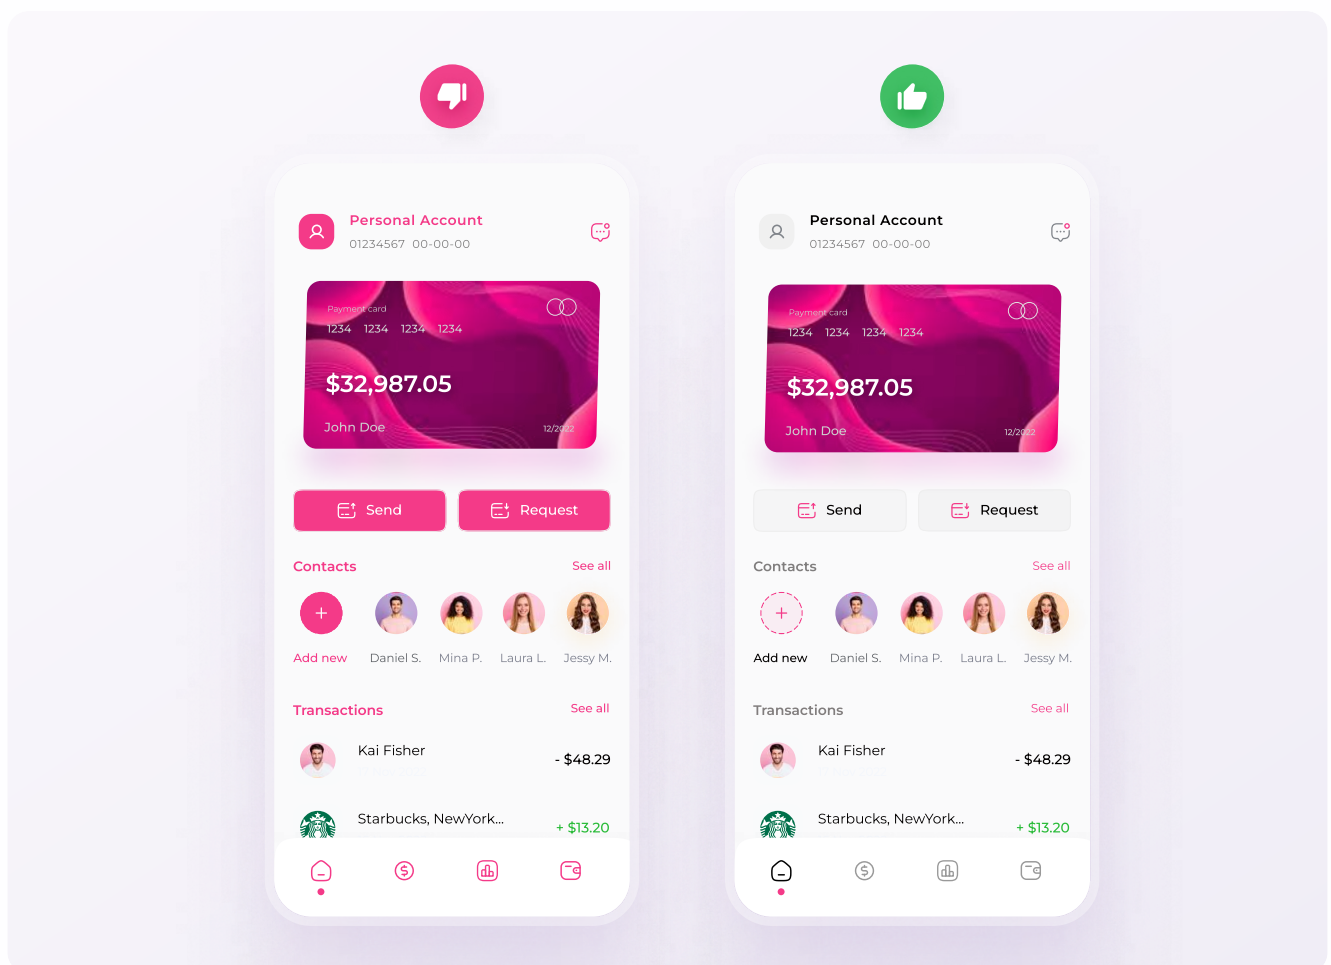 Personal Account
01234567 00-00-00
Payment card
1234 1234 1234 1234
$32,987.05
John Doe
12/2022
Send
Request
Contacts
See all
Add new
Daniel S.
Mina P.
Laura L.
Jessy M.
Transactions
See all
Kai Fisher
- $48.29
Starbucks, NewYork...
+ $13.20
Personal Account
01234567 00-00-00
Payment card
1234 1234 1234 1234
$32,987.05
John Doe
12/2022
Send
Request
Contacts
See all
Add new
Daniel S.
Mina P.
Laura L.
Jessy M.
Transactions
See all
Kai Fisher
- $48.29
Starbucks, NewYork...
+ $13.20